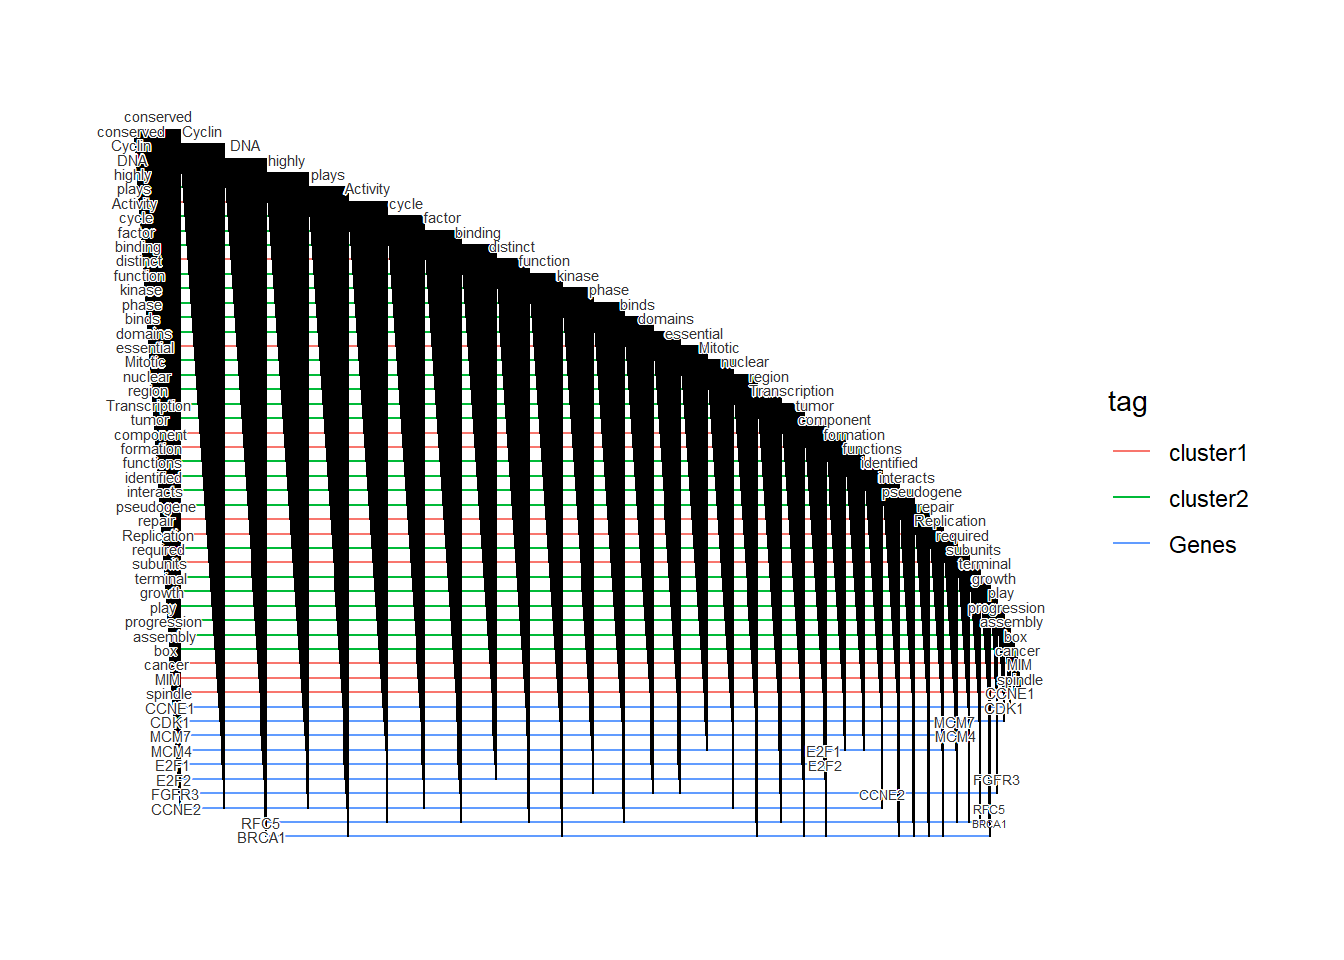 conserved
conserved Cyclin
Cyclin DNA
DNA highly
highly plays
plays Activity
Activity cycle
cycle factor
factor binding
binding distinct
distinct function
function kinase
kinase phase
phase binds
binds domains
domains essential
essential Mitotic
Mitotic nuclear
nuclear region
region Transcription
Transcription tumor
tumor component
component formation
formation functions
functions identified
identified interacts
interacts pseudogene
pseudogene repair
repair Replication
Replication required
required subunits
subunits terminal
terminal growth
growth play
play progression
progression assembly
assembly box
box cancer
cancer MIM
MIM spindle
spindle CCNE1
CCNE1 CDK1
CDK1 MCM7
MCM7 MCM4
MCM4 E2F1
E2F1 E2F2
E2F2 FGFR3
FGFR3 CCNE2
CCNE2 RFC5
RFC5 BRCA1
BRCA1
tag
cluster1
cluster2
Genes